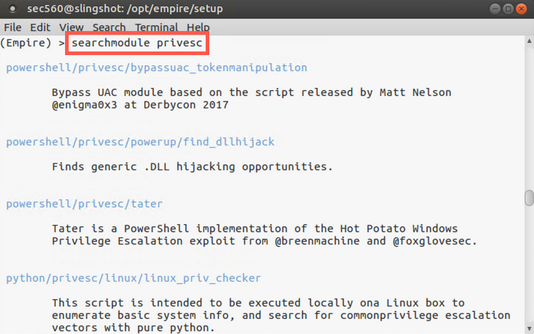 sec560@slingshot: /opt/empire/setup
File Edit View Search Terminal Help
(Empire) > searchmodule privesc
powershell/privesc/bypassuac_tokenmanipulation
Bypass UAC module based on the script released by Matt Nelson
@enigma0x3 at Derbycon 2017
powershell/privesc/powerup/find_dllhijack
Finds generic .DLL hijacking opportunities.
powershell/privesc/tater
Tater is a PowerShell implementation of the Hot Potato Windows
Privilege Escalation exploit from @breenmachine and @foxglovesec.
python/privesc/linux/linux_priv_checker
This script is intended to be executed locally ona Linux box to
enumerate basic system info, and search for commonprivilege escalation
vectors with pure python.